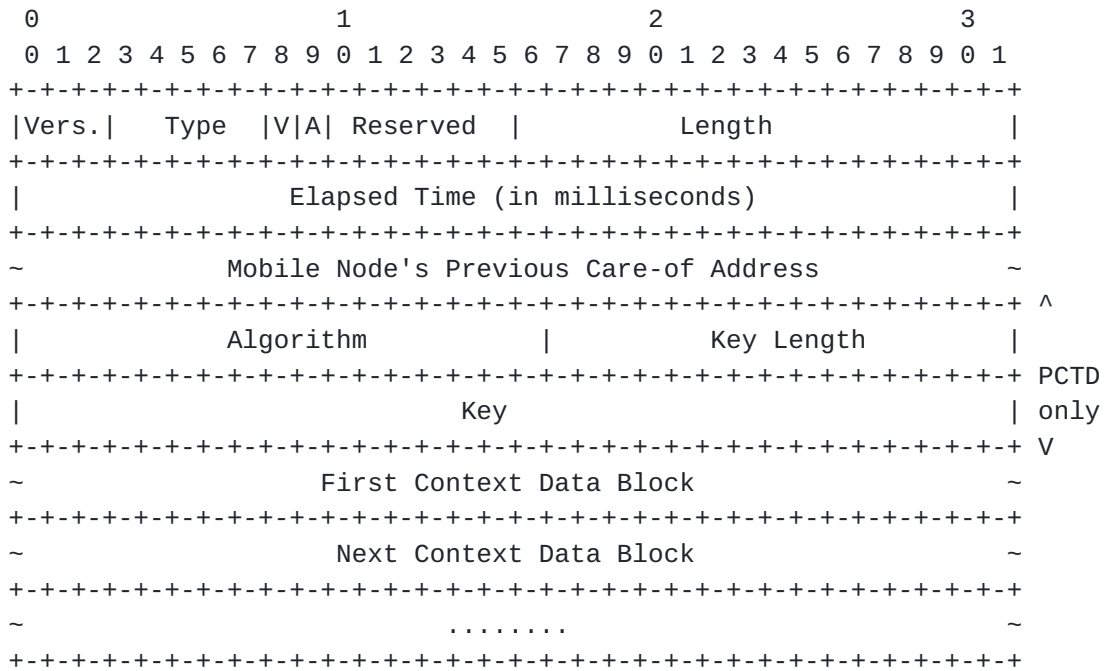 0                   1                   2                   3
 0 1 2 3 4 5 6 7 8 9 0 1 2 3 4 5 6 7 8 9 0 1 2 3 4 5 6 7 8 9 0 1
+-+-+-+-+-+-+-+-+-+-+-+-+-+-+-+-+-+-+-+-+-+-+-+-+-+-+-+-+-+-+-+-+
|Vers.|   Type  |V|A| Reserved  |          Length               |
+-+-+-+-+-+-+-+-+-+-+-+-+-+-+-+-+-+-+-+-+-+-+-+-+-+-+-+-+-+-+-+-+
|                 Elapsed Time (in milliseconds)                |
+-+-+-+-+-+-+-+-+-+-+-+-+-+-+-+-+-+-+-+-+-+-+-+-+-+-+-+-+-+-+-+-+
~             Mobile Node's Previous Care-of Address            ~
+-+-+-+-+-+-+-+-+-+-+-+-+-+-+-+-+-+-+-+-+-+-+-+-+-+-+-+-+-+-+-+-+ ^
|             Algorithm           |          Key Length         |
+-+-+-+-+-+-+-+-+-+-+-+-+-+-+-+-+-+-+-+-+-+-+-+-+-+-+-+-+-+-+-+-+ PCTD
|                            Key                                | only
+-+-+-+-+-+-+-+-+-+-+-+-+-+-+-+-+-+-+-+-+-+-+-+-+-+-+-+-+-+-+-+-+ V
~                   First Context Data Block                    ~
+-+-+-+-+-+-+-+-+-+-+-+-+-+-+-+-+-+-+-+-+-+-+-+-+-+-+-+-+-+-+-+-+
~                    Next Context Data Block                    ~
+-+-+-+-+-+-+-+-+-+-+-+-+-+-+-+-+-+-+-+-+-+-+-+-+-+-+-+-+-+-+-+-+
~                           ........                            ~
+-+-+-+-+-+-+-+-+-+-+-+-+-+-+-+-+-+-+-+-+-+-+-+-+-+-+-+-+-+-+-+-+